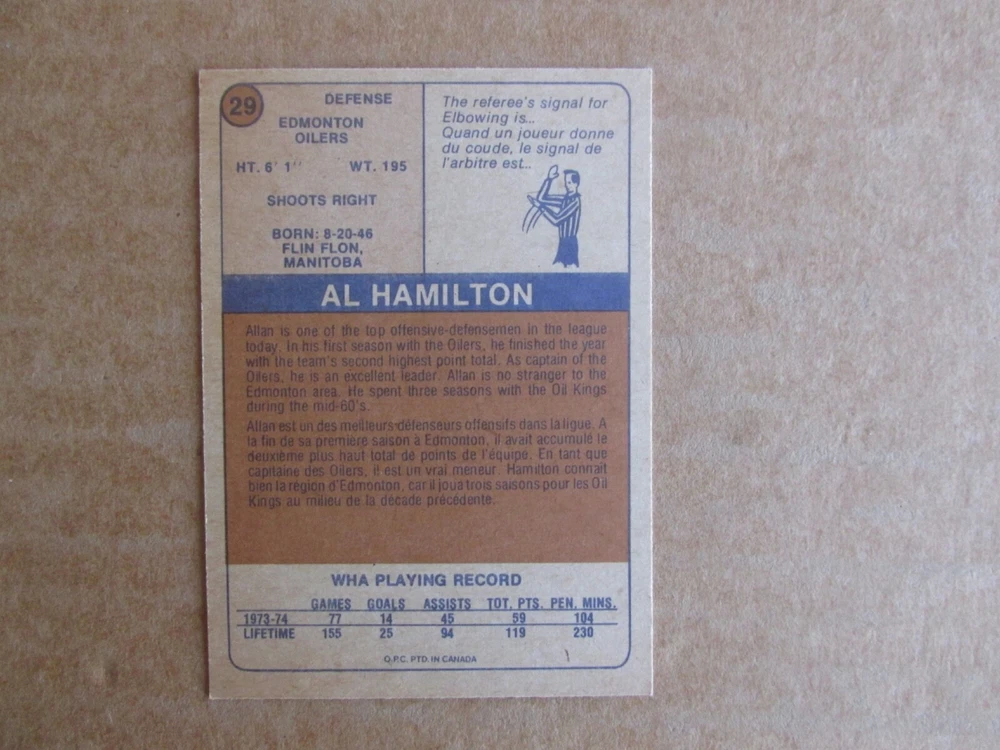 29
DEFENSE
EDMONTON
OILERS
HT. 6' 1'' WT. 195
SHOOTS RIGHT
BORN: 8-20-46
FLIN FLON,
MANITOBA
The referee's signal for
Elbowing is...
Quand un joueur donne
du coude, le signal de
l'arbitre est...
AL HAMILTON
Allan is one of the top offensive-defensemen in the league
today. In his first season with the Oilers, he finished the year
with the team's second highest point total. As captain of the
Oilers, he is an excellent leader. Allan is no stranger to the
Edmonton area. He spent three seasons with the Oil Kings
during the mid-60's.
Allan est un des meilleurs défenseurs offensifs dans la ligue. A
la fin de sa première saison à Edmonton, il avait accumulé le
deuxième plus haut total de points de l'équipe. En tant que
capitaine des Oilers, il est un vrai meneur. Hamilton connait
bien la région d'Edmonton, car il joua trois saisons pour les Oil
Kings au milieu de la décade précédente.
WHA PLAYING RECORD
GAMES GOALS ASSISTS TOT. PTS. PEN. MINS.
1973-74 77 14 45 59 104
LIFETIME 155 25 94 119 230
O.P.C. PTD. IN CANADA